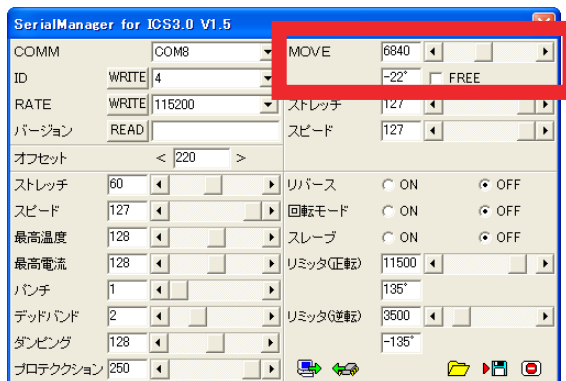 SerialManager for ICS3.0 V1.5
COMM COM8 MOVE 6840
ID WRITE 4 -22° FREE
RATE WRITE 115200 ストレッチ 127
バージョン READ スピード 127
オフセット < 220 >
ストレッチ 60 リバース ON OFF
スピード 127 回転モード ON OFF
最高温度 128 スレーブ ON OFF
最高電流 128 リミッタ(正転) 11500
パンチ 1 135°
デッドバンド 2 リミッタ(逆転) 3500
ダンピング 128 -135°
プロテククション 250